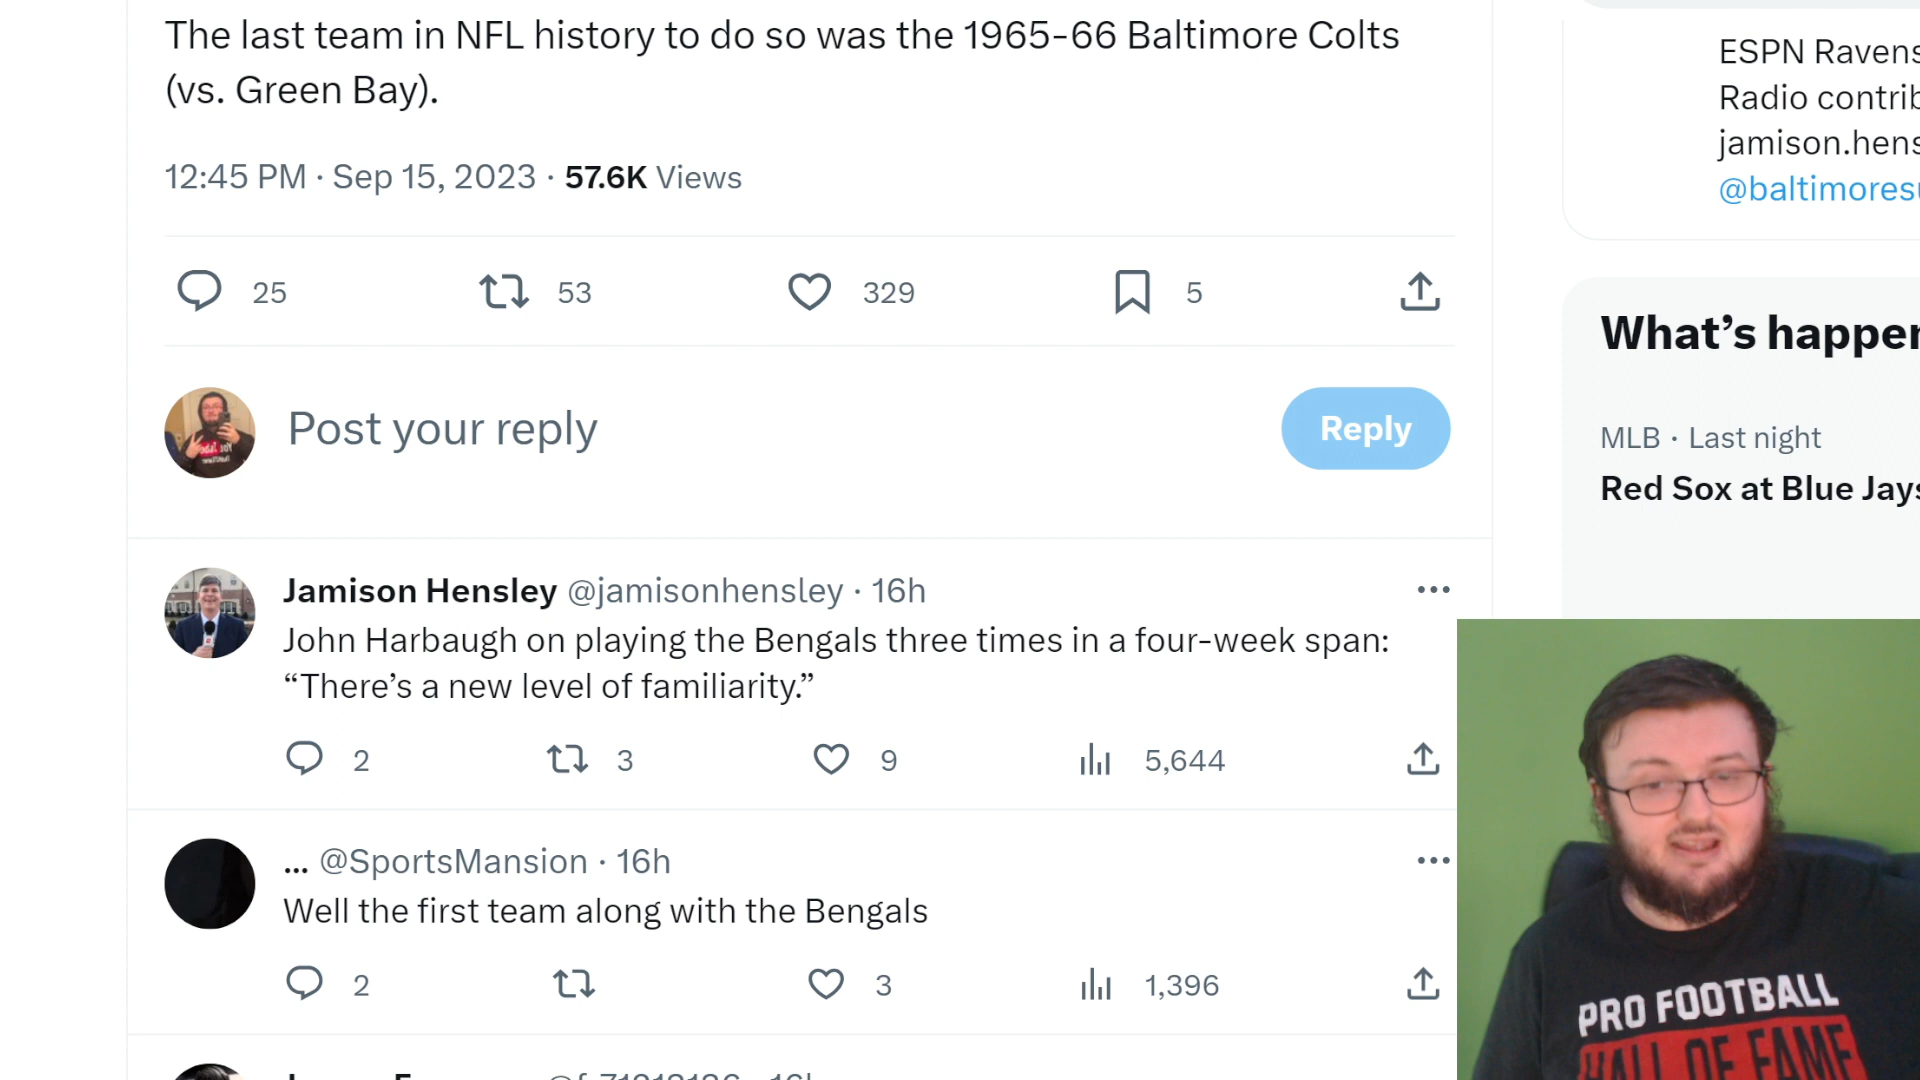 The last team in NFL history to do so was the 1965-66 Baltimore Colts
(vs. Green Bay).
12:45 PM · Sep 15, 2023 · 57.6K Views
25 53 329 5
Post your reply
Reply
Jamison Hensley @jamisonhensley · 16h
John Harbaugh on playing the Bengals three times in a four-week span:
“There’s a new level of familiarity.”
2 3 9 5,644
... @SportsMansion · 16h
Well the first team along with the Bengals
2 3 1,396
ESPN Ravens
Radio contrib
jamison.hens
@baltimoresu
What’s happen
MLB · Last night
Red Sox at Blue Jays
PRO FOOTBALL
HALL OF FAME